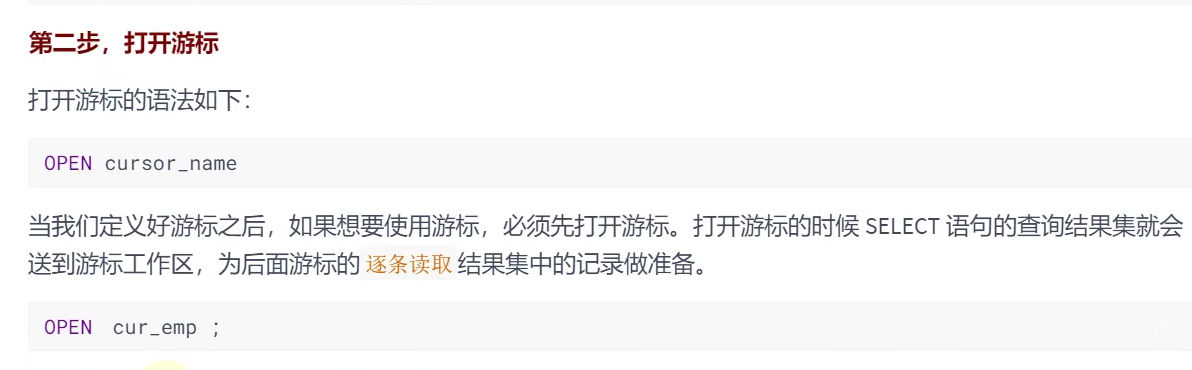 第二步，打开游标
打开游标的语法如下：
OPEN cursor_name
当我们定义好游标之后，如果想要使用游标，必须先打开游标。打开游标的时候 SELECT 语句的查询结果集就会
送到游标工作区，为后面游标的 逐条读取 结果集中的记录做准备。
OPEN cur_emp ;